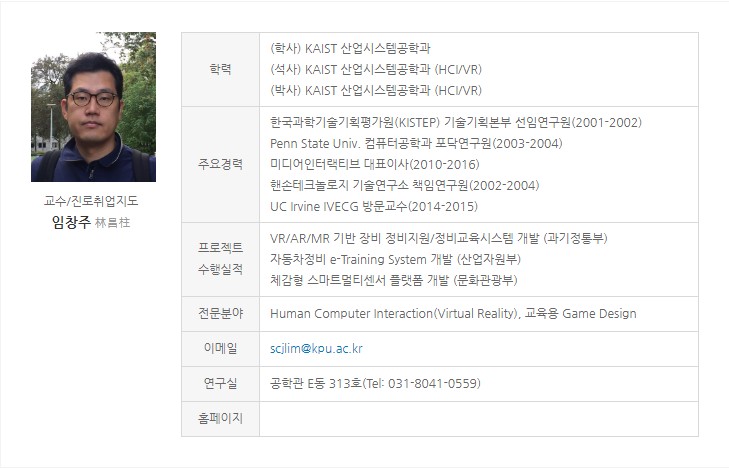 교수/진로취업지도
임창주 林昌柱
학력
(학사) KAIST 산업시스템공학과
(석사) KAIST 산업시스템공학과 (HCI/VR)
(박사) KAIST 산업시스템공학과 (HCI/VR)
주요경력
한국과학기술기획평가원(KISTEP) 기술기획본부 선임연구원(2001-2002)
Penn State Univ. 컴퓨터공학과 포닥연구원(2003-2004)
미디어인터랙티브 대표이사(2010-2016)
핸손테크놀로지 기술연구소 책임연구원(2002-2004)
UC Irvine IVECG 방문교수(2014-2015)
프로젝트
수행실적
VR/AR/MR 기반 장비 정비지원/정비교육시스템 개발 (과기정통부)
자동차정비 e-Training System 개발 (산업자원부)
체감형 스마트멀티센서 플랫폼 개발 (문화관광부)
전문분야
Human Computer Interaction(Virtual Reality), 교육용 Game Design
이메일
scjlim@kpu.ac.kr
연구실
공학관 E동 313호(Tel: 031-8041-0559)
홈페이지